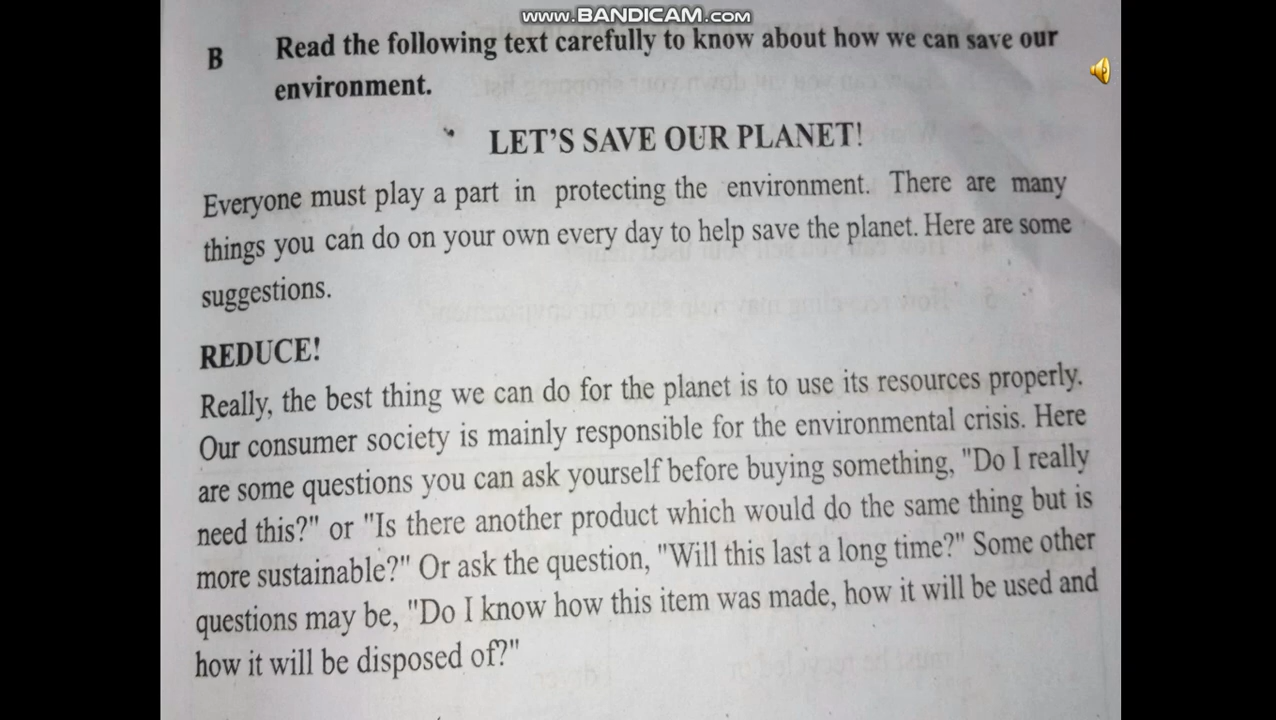 www.BANDICAM.com
B Read the following text carefully to know about how we can save our
environment.
LET'S SAVE OUR PLANET!
Everyone must play a part in protecting the environment. There are many
things you can do on your own every day to help save the planet. Here are some
suggestions.
REDUCE!
Really, the best thing we can do for the planet is to use its resources properly.
Our consumer society is mainly responsible for the environmental crisis. Here
are some questions you can ask yourself before buying something, "Do I really
need this?" or "Is there another product which would do the same thing but is
more sustainable?" Or ask the question, "Will this last a long time?" Some other
questions may be, "Do I know how this item was made, how it will be used and
how it will be disposed of?"